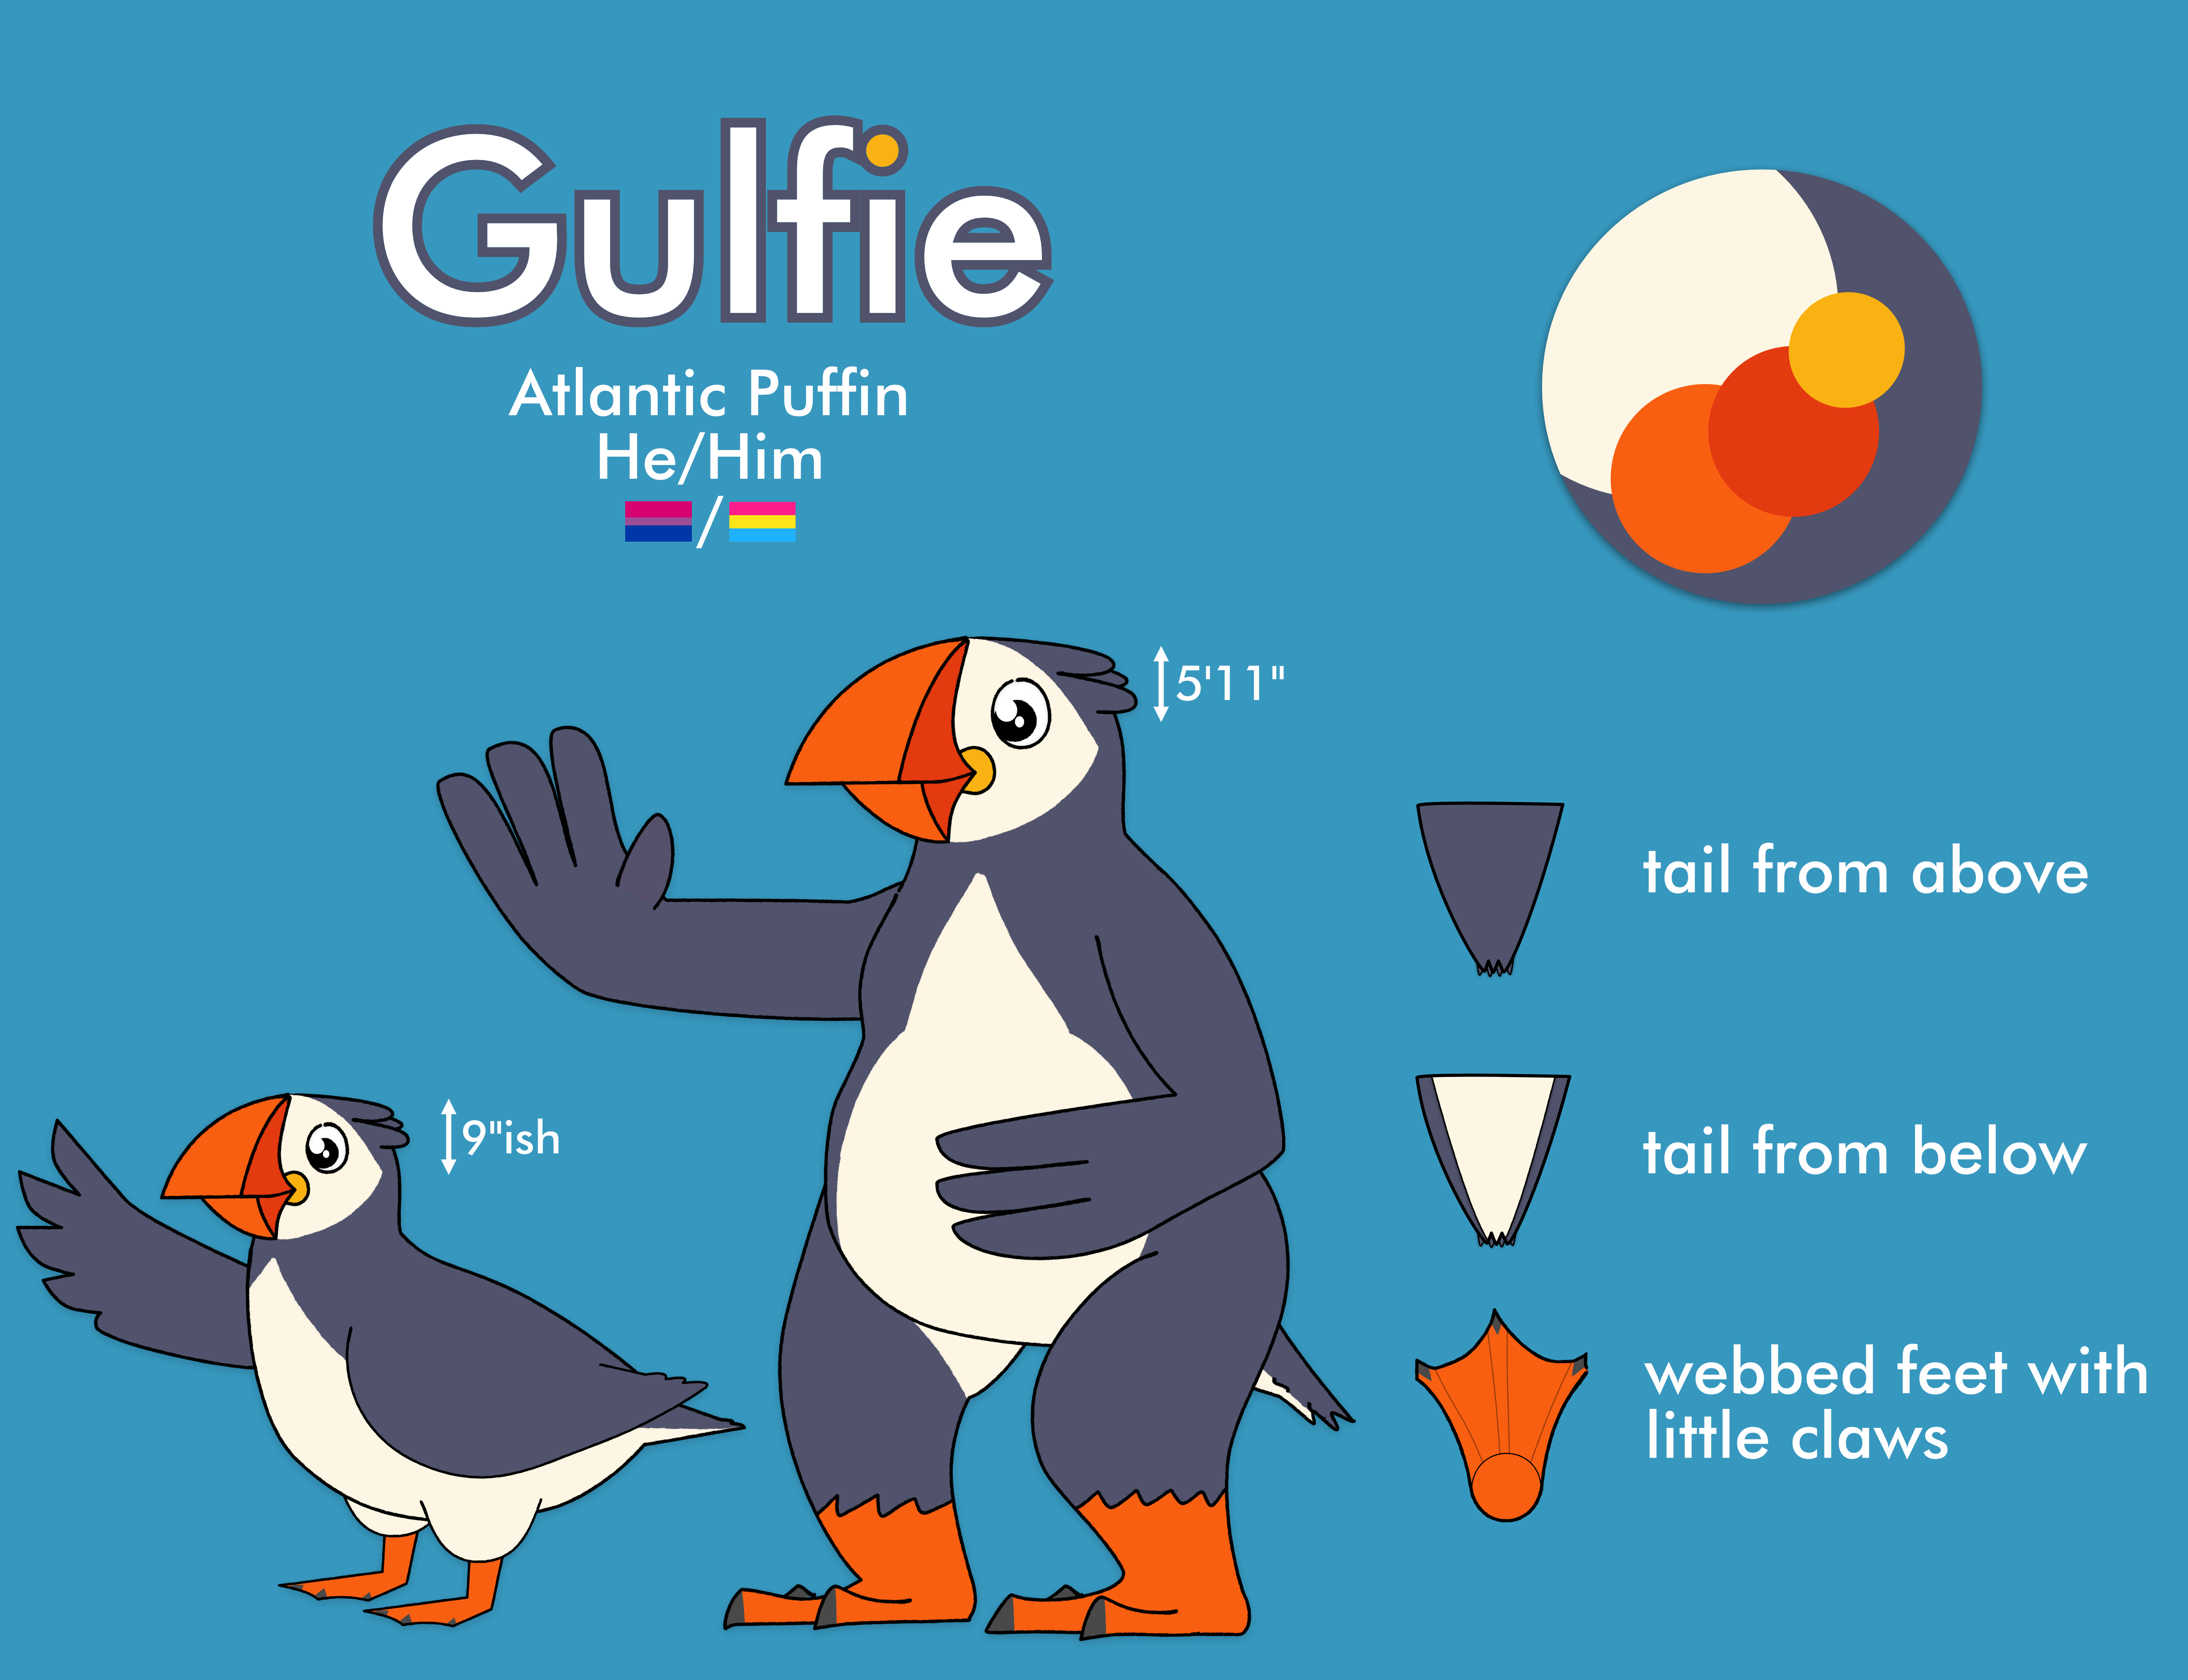 Gulfie
Atlantic Puffin
He/Him
/
5'11"
9"ish
tail from above
tail from below
webbed feet with
little claws